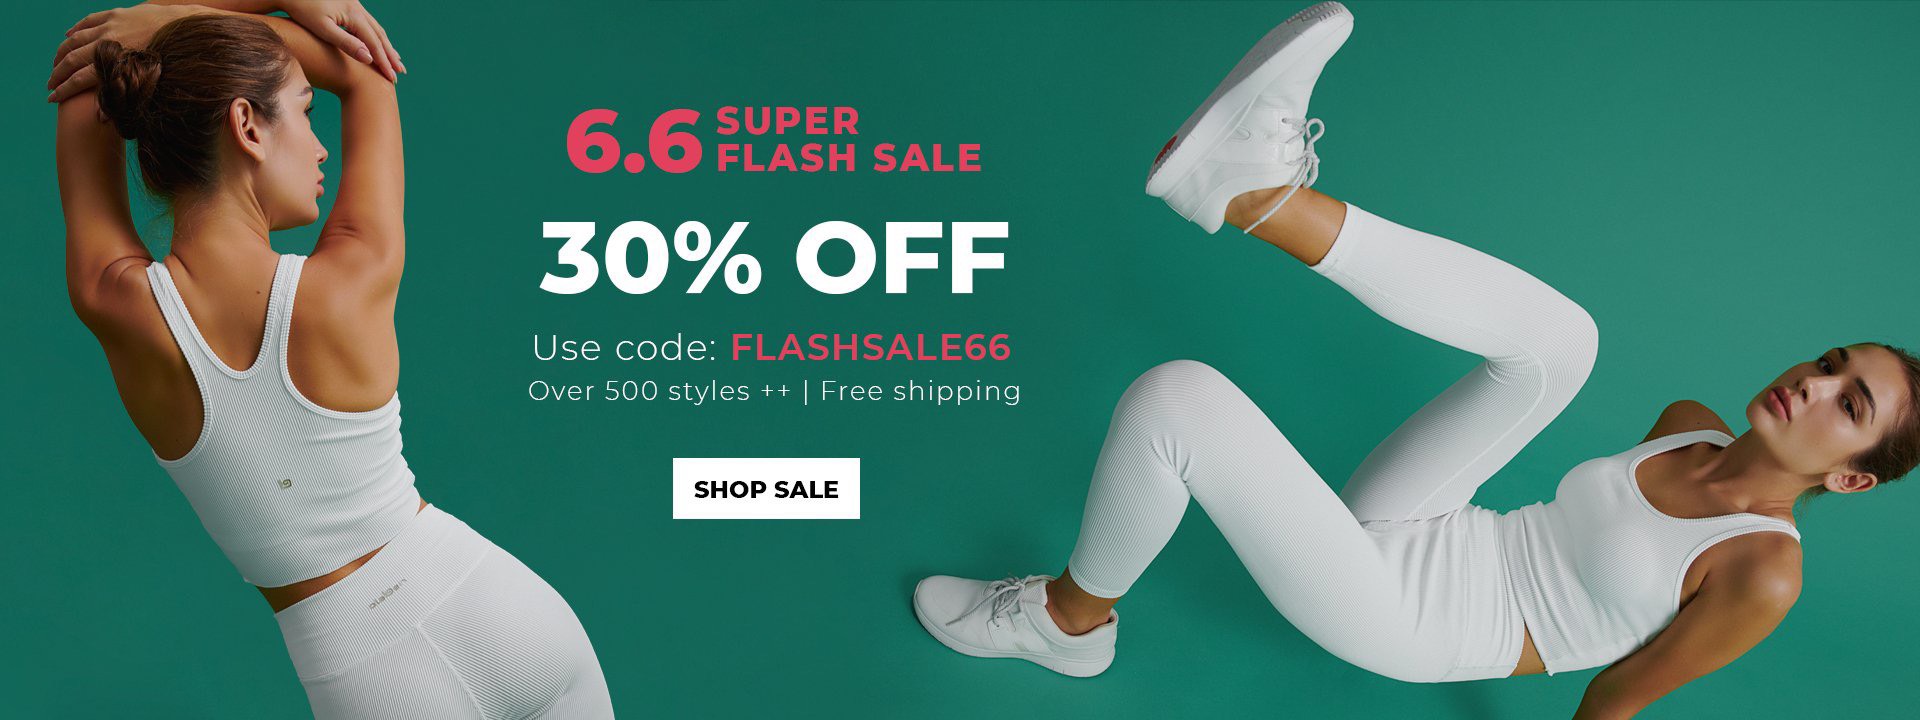 6.6 SUPER
FLASH SALE
30% OFF
Use code: FLASHSALE66
Over 500 styles ++ | Free shipping
SHOP SALE